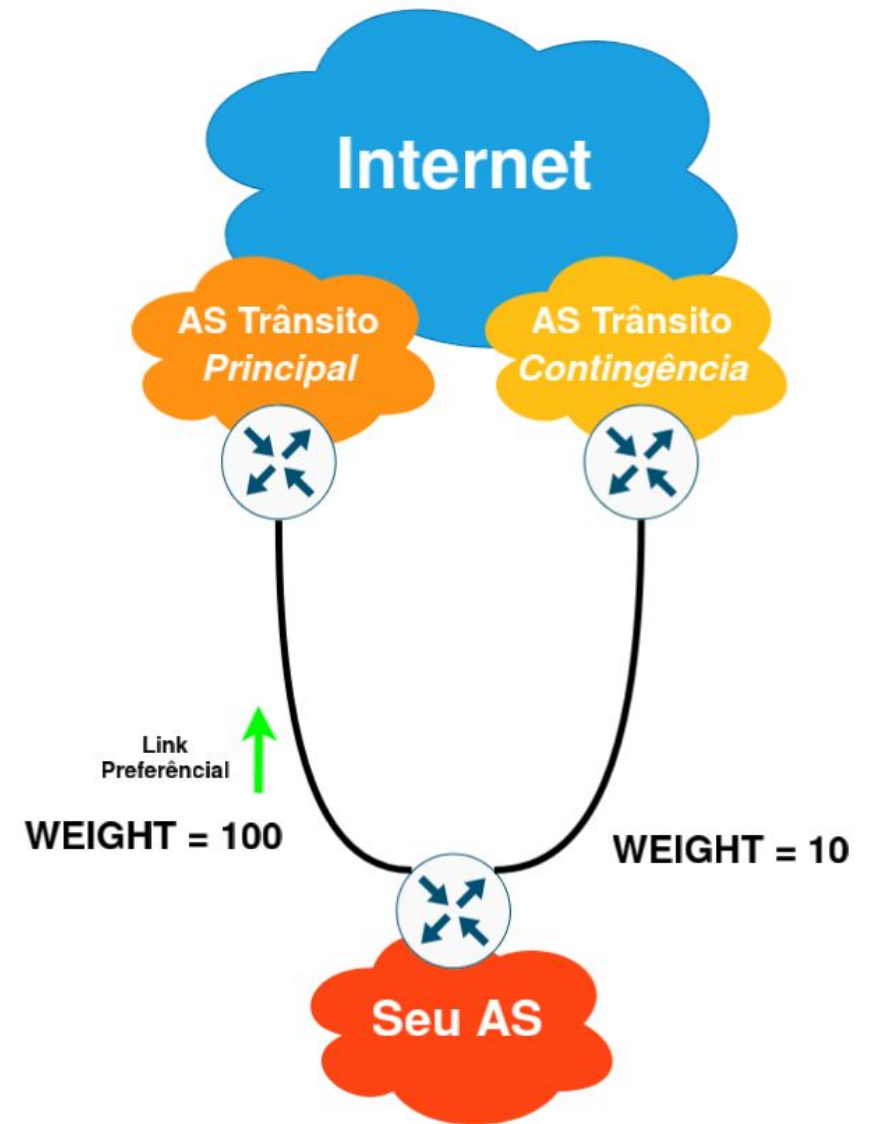 Internet
AS Trânsito
Principal
AS Trânsito
Contingência
Link
Preferêncial
WEIGHT = 100
WEIGHT = 10
Seu AS